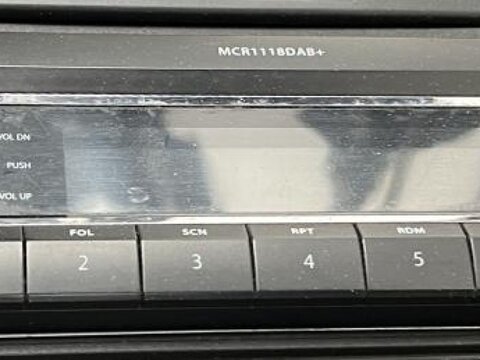 MCR1118DAB+
VOL DN
PUSH
VOL UP
FOL SCN RPT RDM
2 3 4 5